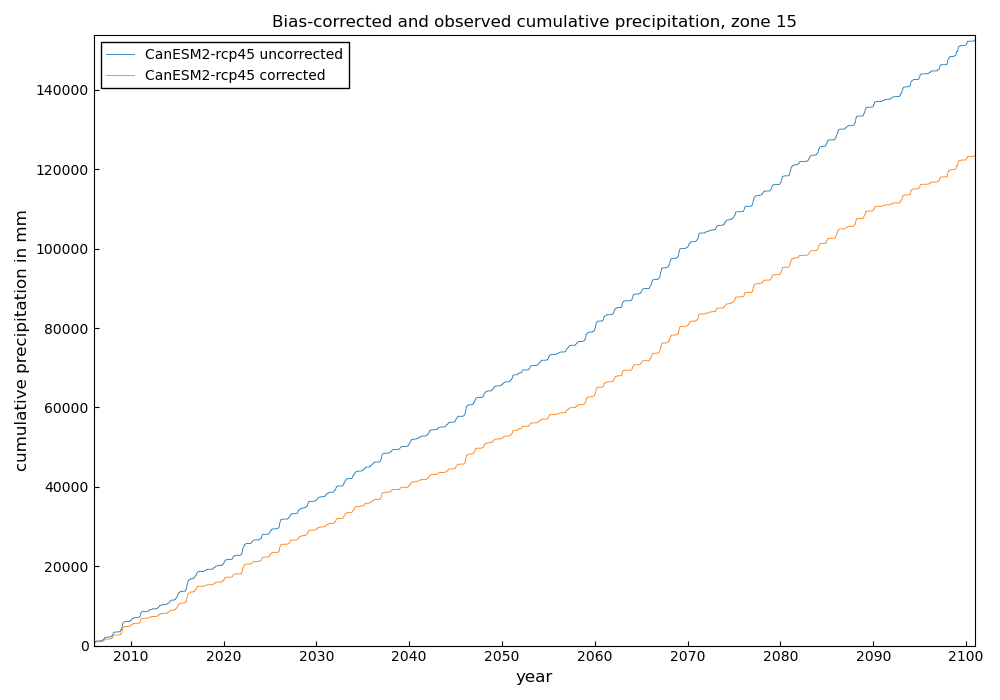 Bias-corrected and observed cumulative precipitation, zone 15
CanESM2-rcp45 uncorrected
CanESM2-rcp45 corrected
cumulative precipitation in mm
140000
120000
100000
80000
60000
40000
20000
0
2010 2020 2030 2040 2050 2060 2070 2080 2090 2100
year